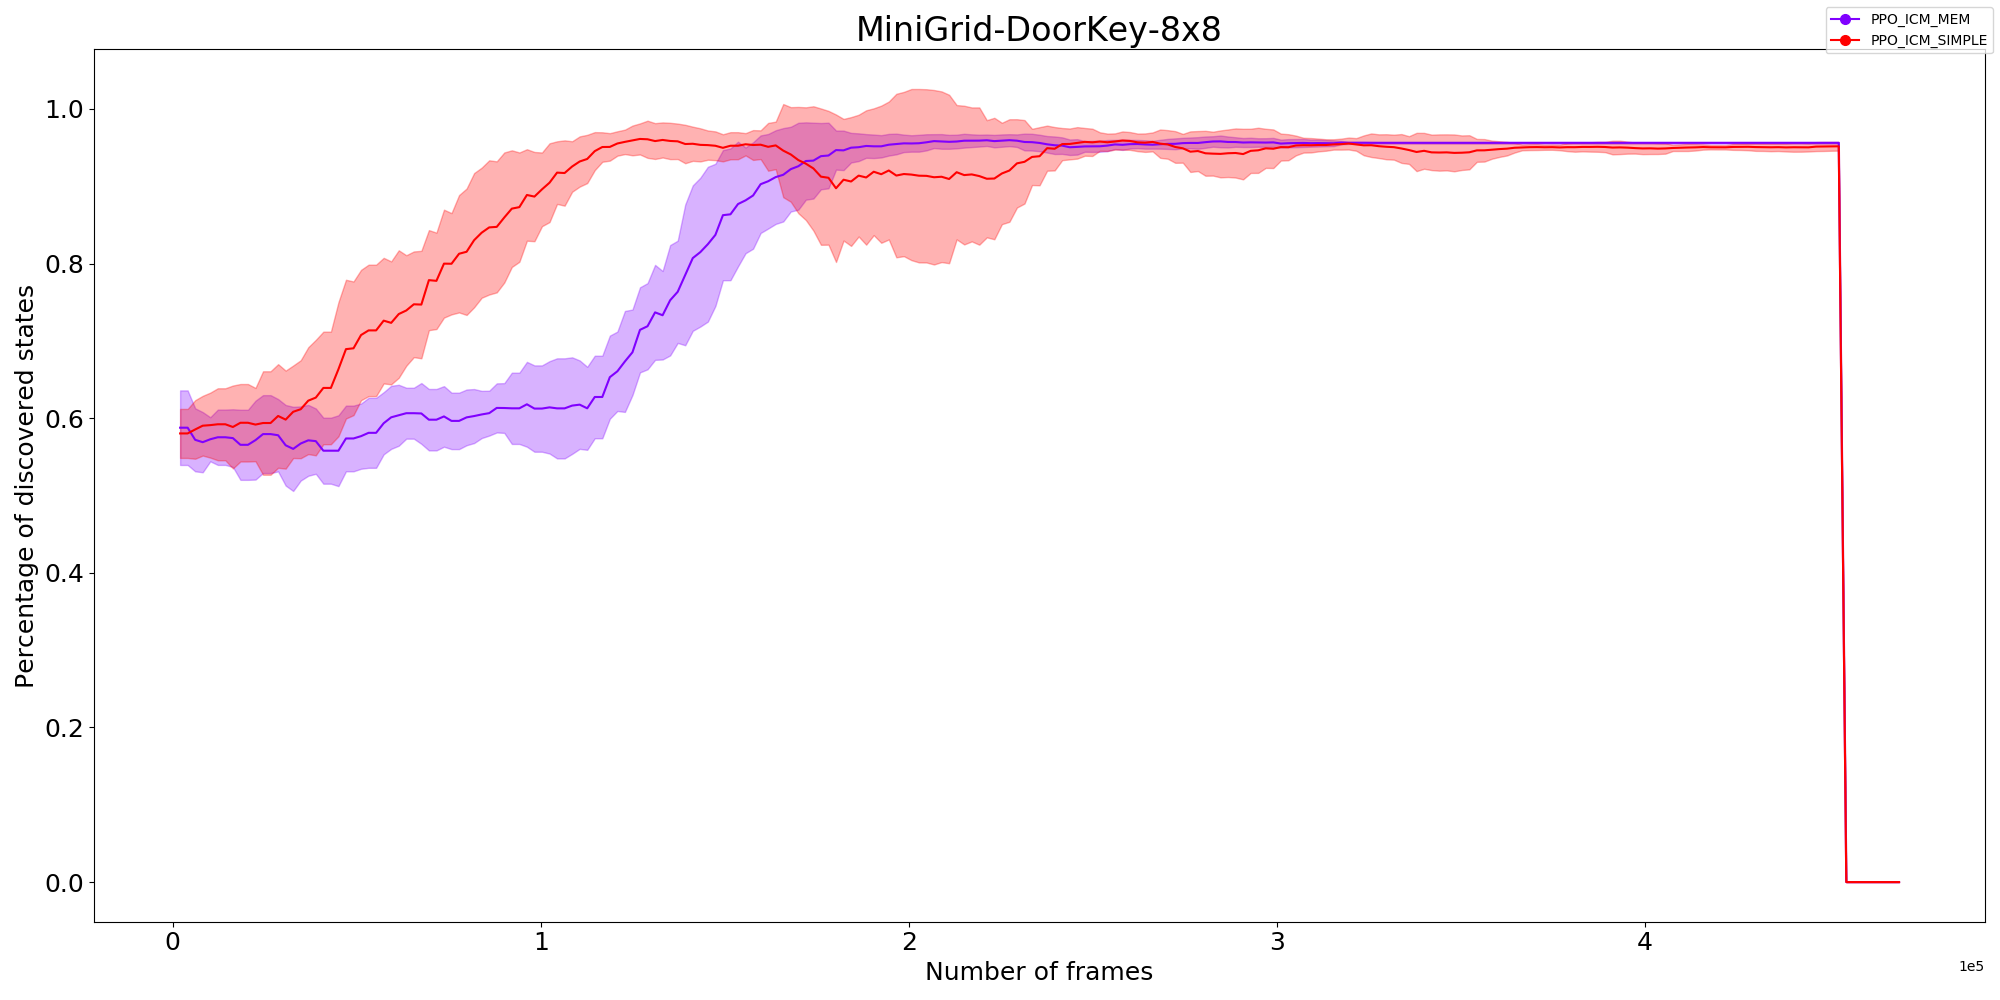 MiniGrid-DoorKey-8x8
PPO_ICM_MEM
PPO_ICM_SIMPLE
Percentage of discovered states
1.0
0.8
0.6
0.4
0.2
0.0
0 1 2 3 4
Number of frames
1e5